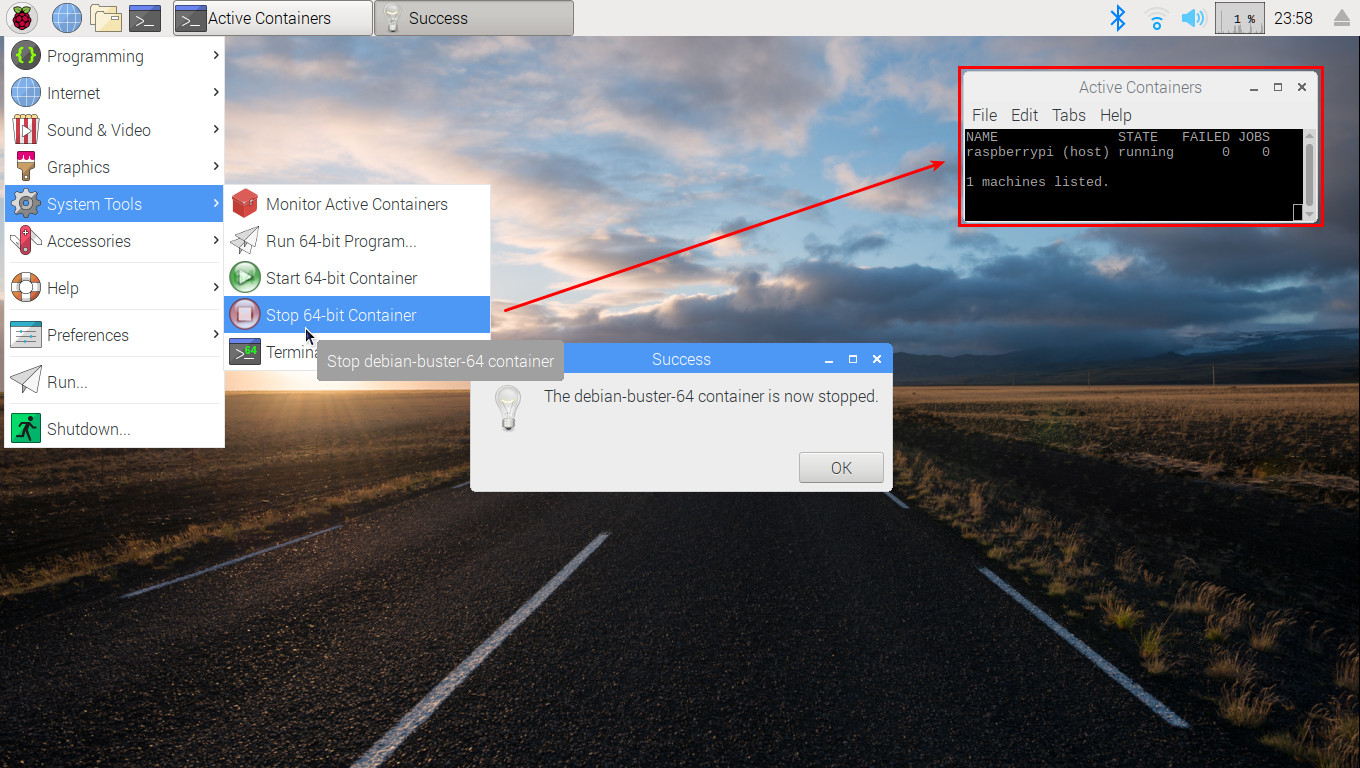 Active Containers
Success
1 %
23:58
Programming
Internet
Sound & Video
Graphics
System Tools
Accessories
Help
Preferences
Run...
Shutdown...
Monitor Active Containers
Run 64-bit Program...
Start 64-bit Container
Stop 64-bit Container
64
Termina
Stop debian-buster-64 container
Success
The debian-buster-64 container is now stopped.
OK
Active Containers
File Edit Tabs Help
NAME STATE FAILED JOBS
raspberrypi (host) running 0 0
1 machines listed.